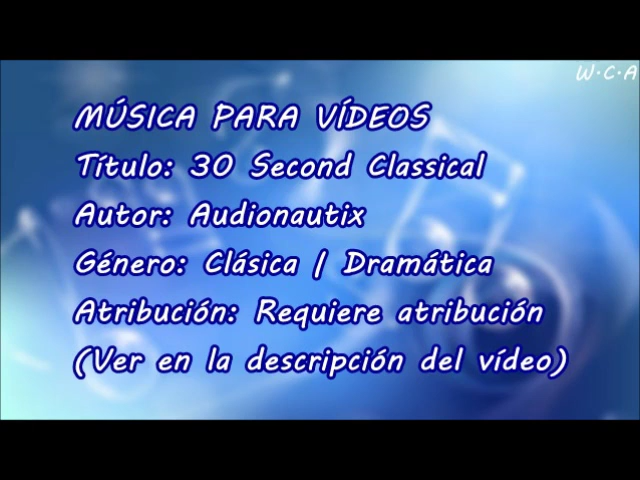 W·C·A
MÚSICA PARA VÍDEOS
Título: 30 Second Classical
Autor: Audionautix
Género: Clásica / Dramática
Atribución: Requiere atribución
(Ver en la descripción del vídeo)